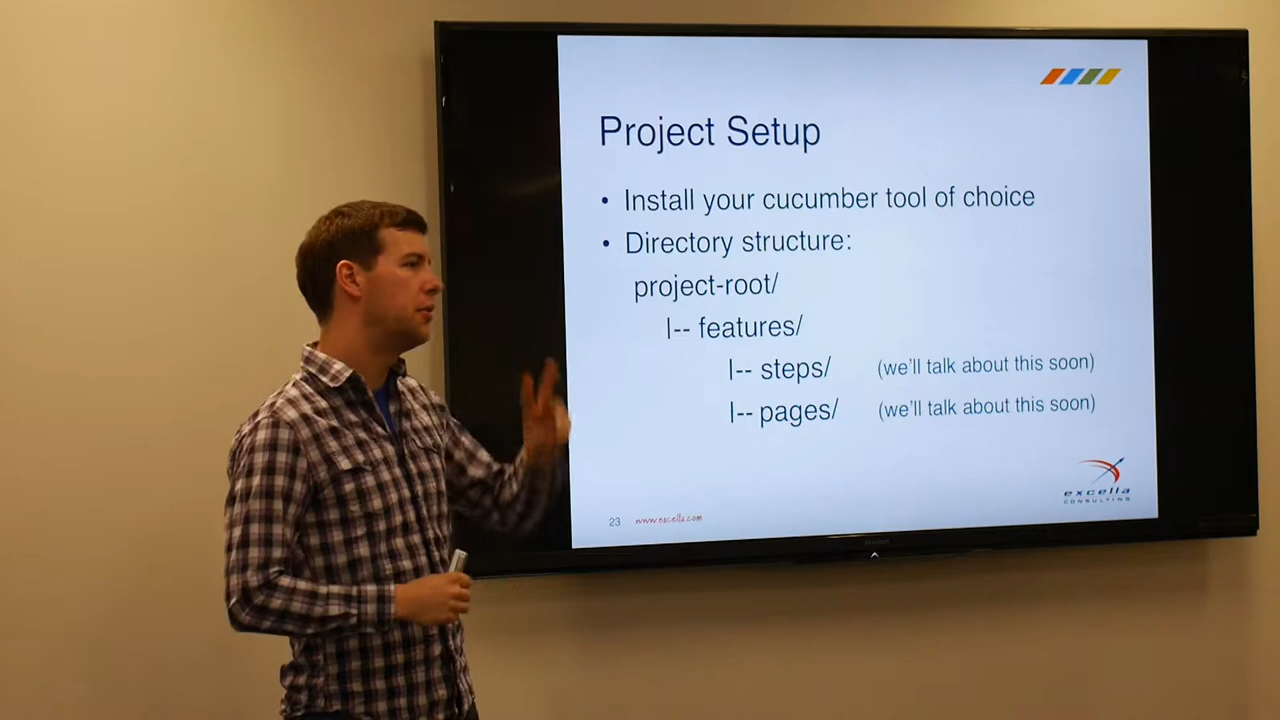 Project Setup
• Install your cucumber tool of choice
• Directory structure:
project-root/
|-- features/
|-- steps/ (we'll talk about this soon)
|-- pages/ (we'll talk about this soon)
excella
CONSULTING
23 www.excella.com